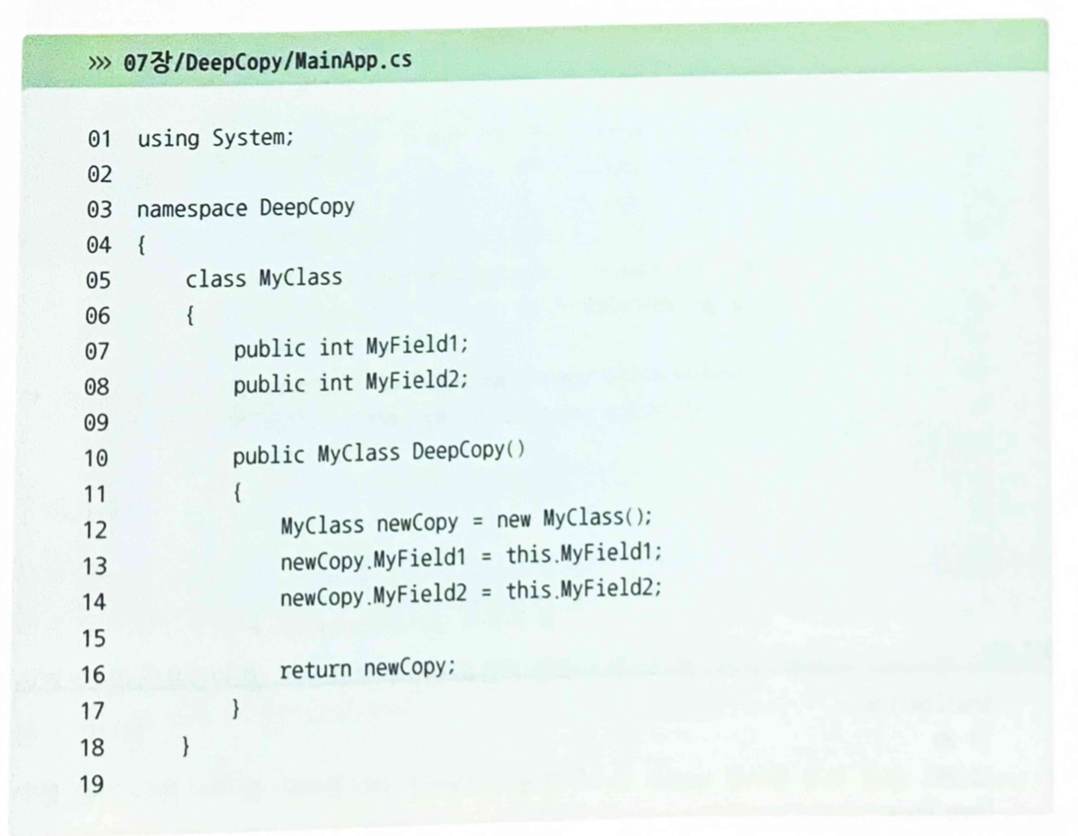 >>> 07장/DeepCopy/MainApp.cs
01 using System;
02
03 namespace DeepCopy
04 {
05     class MyClass
06     {
07         public int MyField1;
08         public int MyField2;
09
10         public MyClass DeepCopy()
11         {
12             MyClass newCopy = new MyClass();
13             newCopy.MyField1 = this.MyField1;
14             newCopy.MyField2 = this.MyField2;
15
16             return newCopy;
17         }
18     }
19